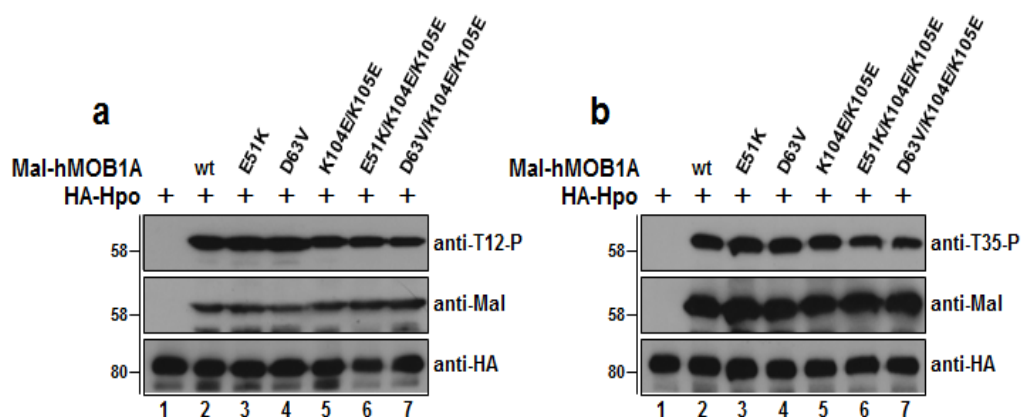 a
Mal-hMOB1A wt E51K D63V K104E/K105E E51K/K104E/K105E D63V/K104E/K105E
HA-Hpo + + + + + + +
58 anti-T12-P
58 anti-Mal
80 anti-HA
1 2 3 4 5 6 7
b
Mal-hMOB1A wt E51K D63V K104E/K105E E51K/K104E/K105E D63V/K104E/K105E
HA-Hpo + + + + + + +
58 anti-T35-P
58 anti-Mal
80 anti-HA
1 2 3 4 5 6 7